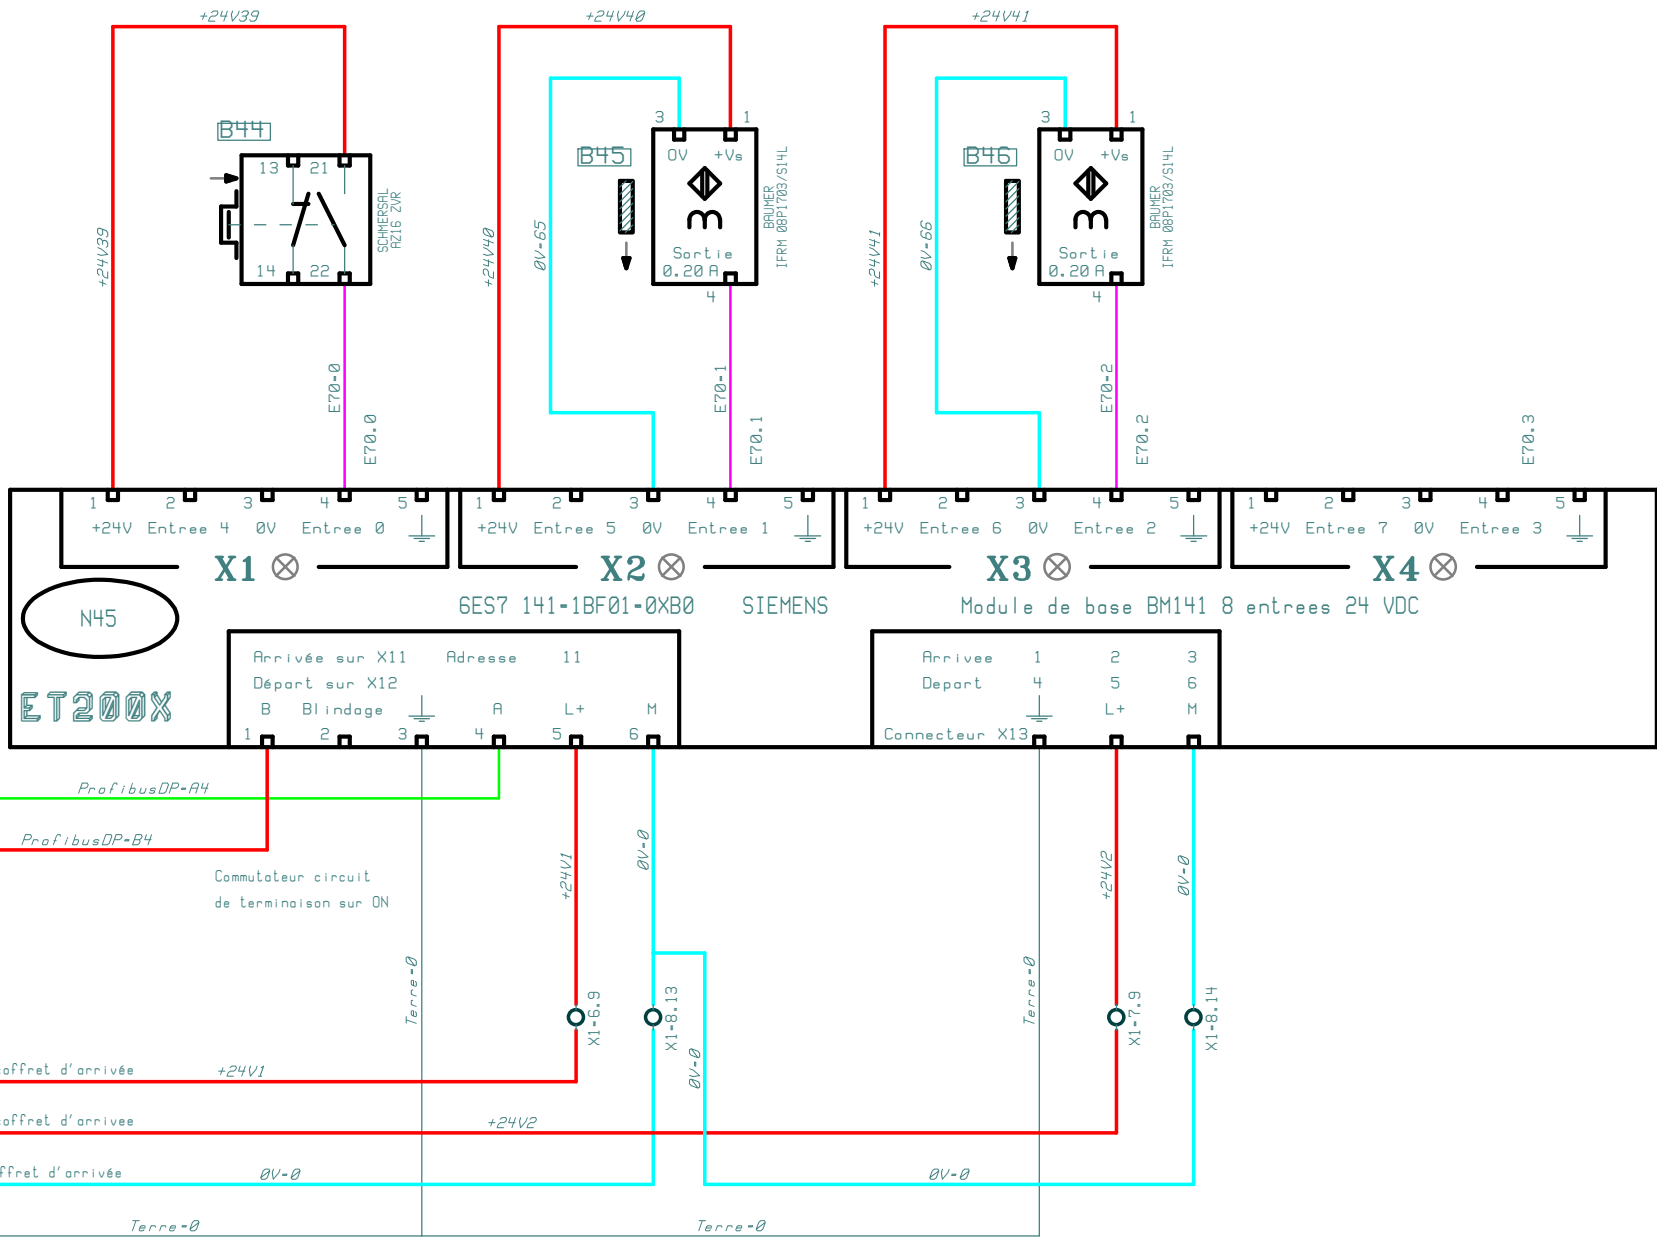 +24V39
+24V40
+24V41
B44
13 21
14 22
SCHMERSAL
AZ16 ZVR
+24V39
E70-0
E70.0
3 1
B45
0V +Vs
Sortie
0.20 A
4
BAUMER
IFRM 08P1703/S14L
+24V40
0V-65
E70-1
E70.1
3 1
B46
0V +Vs
Sortie
0.20 A
4
BAUMER
IFRM 08P1703/S14L
+24V41
0V-66
E70-2
E70.2
E70.3
1 2 3 4 5 1 2 3 4 5 1 2 3 4 5 1 2 3 4 5
+24V Entree 4 0V Entree 0 +24V Entree 5 0V Entree 1 +24V Entree 6 0V Entree 2 +24V Entree 7 0V Entree 3
X1 X2 X3 X4
N45
6ES7 141-1BF01-0XB0 SIEMENS Module de base BM141 8 entrees 24 VDC
ET200X
Arrivée sur X11 Adresse 11
Départ sur X12
B Blindage A L+ M
1 2 3 4 5 6
Arrivee 1 2 3
Depart 4 5 6
L+ M
Connecteur X13
ProfibusDP-A4
ProfibusDP-B4
Commutateur circuit
de terminaison sur ON
+24V1
0V-0
+24V2
0V-0
Terre-0
Terre-0
X1-6.9
X1-8.13
X1-7.9
X1-8.14
0V-0
offret d'arrivée +24V1
offret d'arrivee +24V2
ffret d'arrivée 0V-0 0V-0
Terre-0 Terre-0